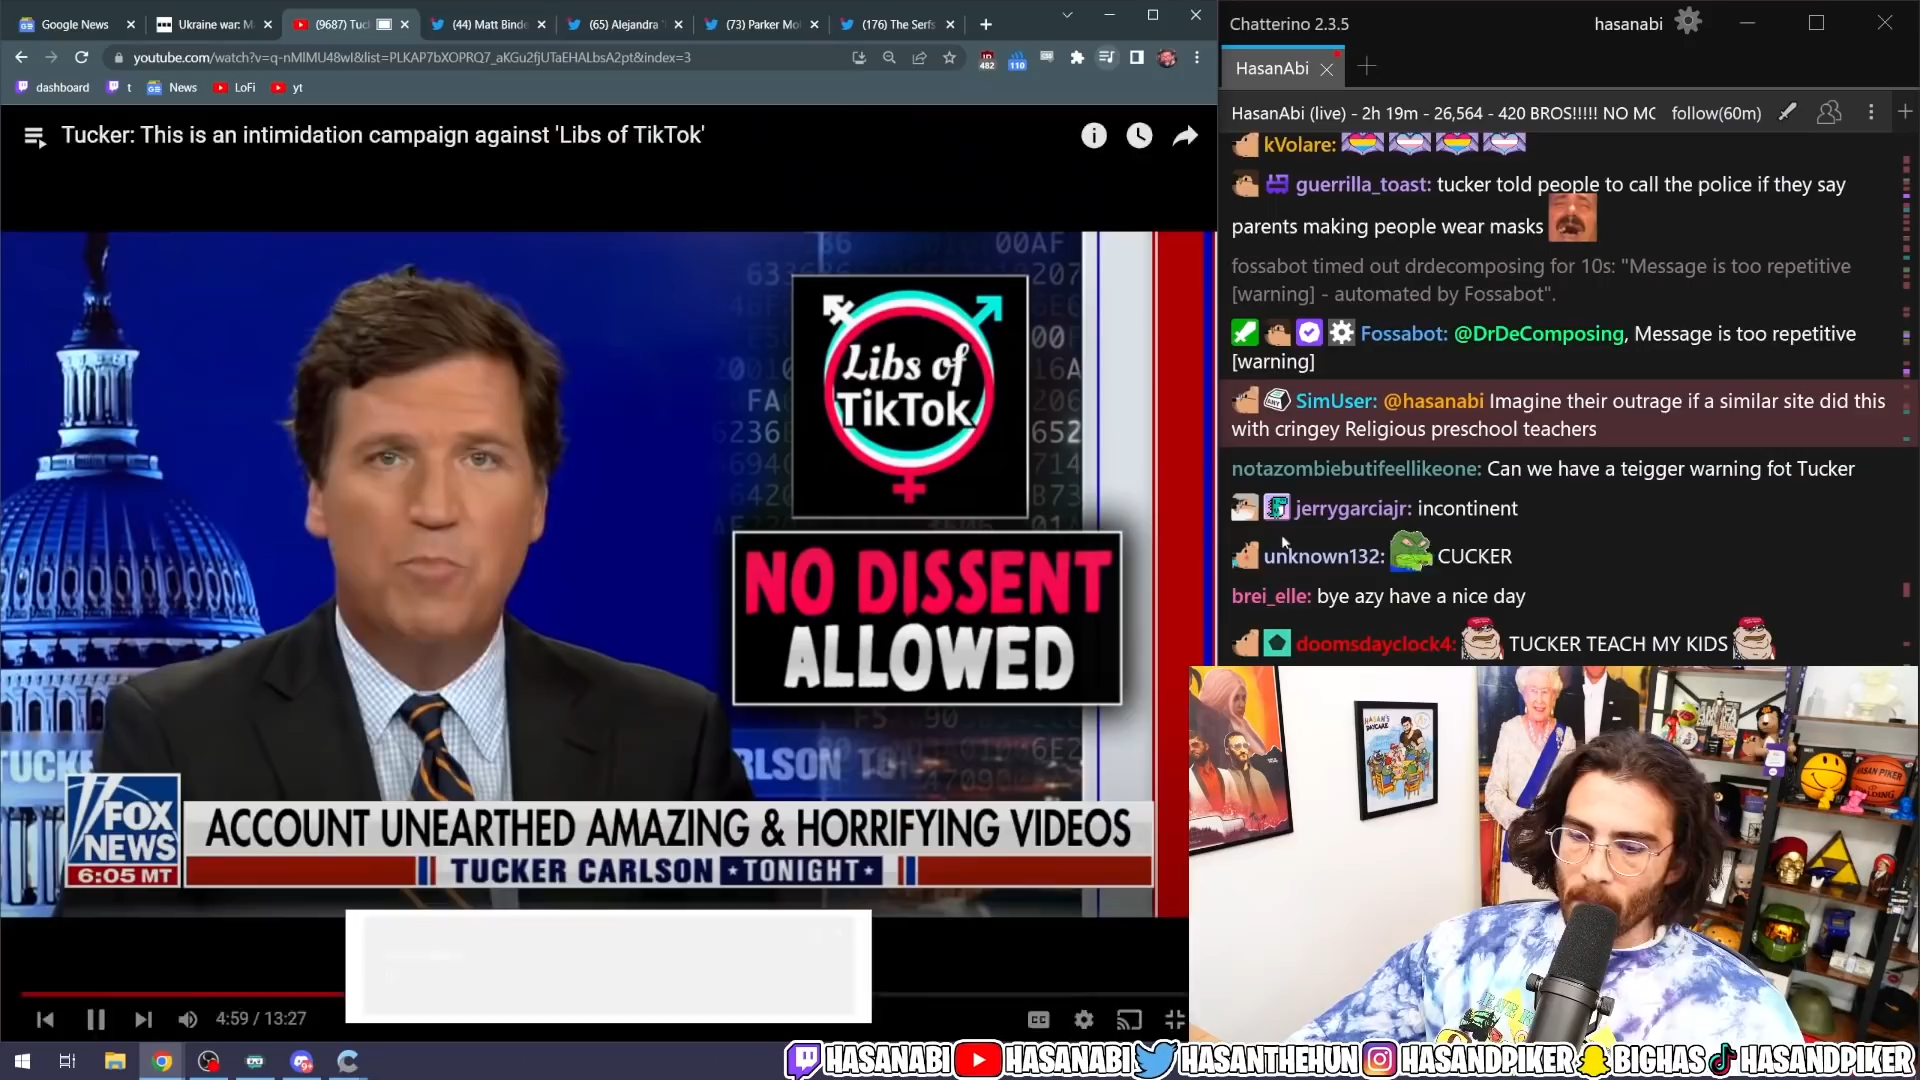 Google News
Ukraine war: M
(9687) Tuc
(44) Matt Binde
(65) Alejandra
(73) Parker Mo
(176) The Serfs
youtube.com/watch?v=q-nMlMU48wI&list=PLKAP7bXOPRQ7_aKGu2fjUTaEHALbsA2pt&index=3
482
110
dashboard
t
News
LoFi
yt
Tucker: This is an intimidation campaign against 'Libs of TikTok'
Libs of
TikTok
NO DISSENT
ALLOWED
FOX
NEWS
6:05 MT
ACCOUNT UNEARTHED AMAZING & HORRIFYING VIDEOS
TUCKER CARLSON TONIGHT
4:59 / 13:27
Chatterino 2.3.5
hasanabi
HasanAbi
HasanAbi (live) - 2h 19m - 26,564 - 420 BROS!!!!! NO MC
follow(60m)
kVolare:
guerrilla_toast: tucker told people to call the police if they say
parents making people wear masks
fossabot timed out drdecomposing for 10s: "Message is too repetitive
[warning] - automated by Fossabot".
Fossabot: @DrDeComposing, Message is too repetitive
[warning]
SimUser: @hasanabi Imagine their outrage if a similar site did this
with cringey Religious preschool teachers
notazombiebutifeellikeone: Can we have a teigger warning fot Tucker
jerrygarciajr: incontinent
unknown132: CUCKER
brei_elle: bye azy have a nice day
doomsdayclock4: TUCKER TEACH MY KIDS
HASAN'S
DAYCARE
HASAN PIKER
SPALDING
HASANABI HASANABI HASANTHEHUN HASANDPIKER BIGHAS HASANDPIKER